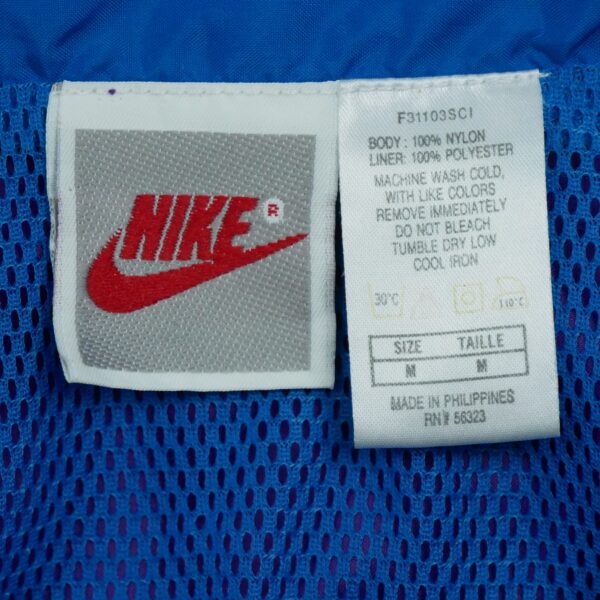 NIKE®
F31103SCI
BODY : 100% NYLON
LINER: 100% POLYESTER
MACHINE WASH COLD,
WITH LIKE COLORS
REMOVE IMMEDIATELY
DO NOT BLEACH
TUMBLE DRY LOW
COOL IRON
30°C
110°C
SIZE TAILLE
M M
MADE IN PHILIPPINES
RN# 56323